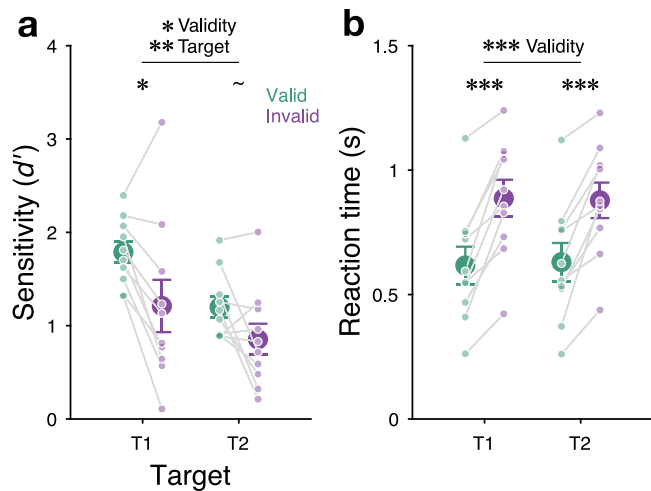 a
* Validity
** Target
4
3
2
1
0
Sensitivity (d′)
*
~
Valid
Invalid
T1
T2
Target
b
*** Validity
1.5
1
0.5
0
Reaction time (s)
***
***
T1
T2